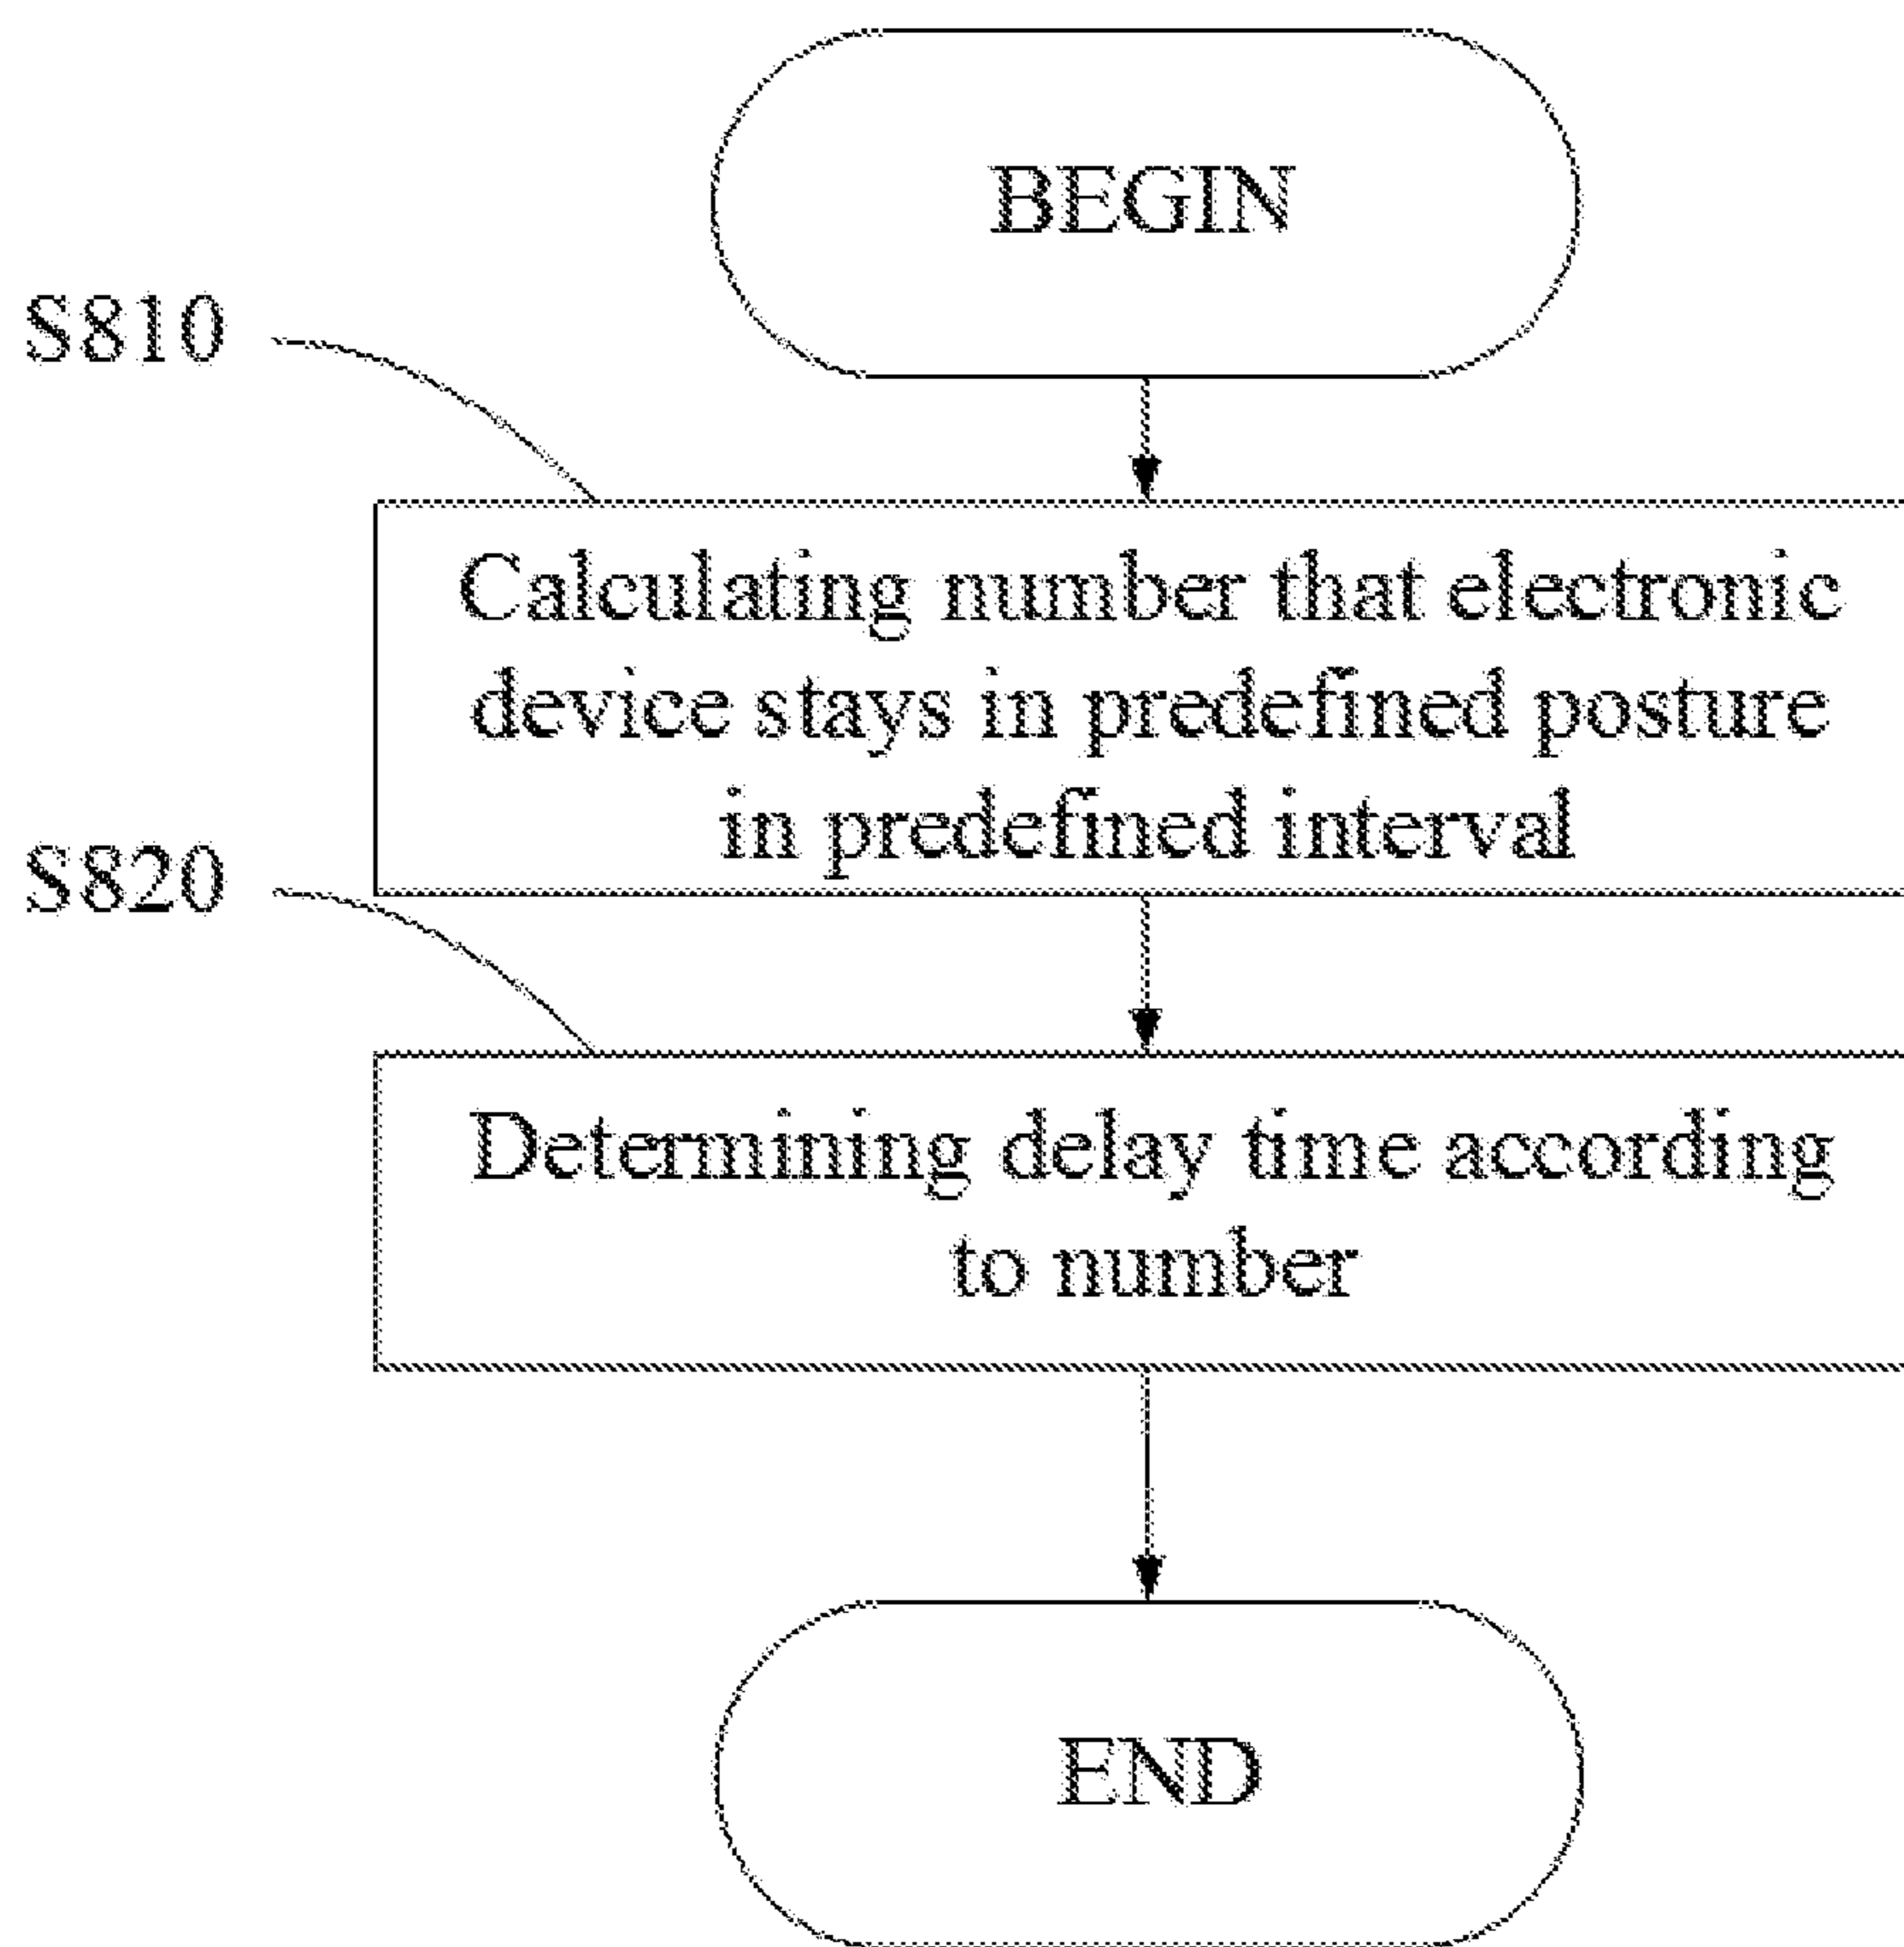 BEGIN
S810
Calculating number that electronic
device stays in predefined posture
in predefined interval
S820
Determining delay time according
to number
END